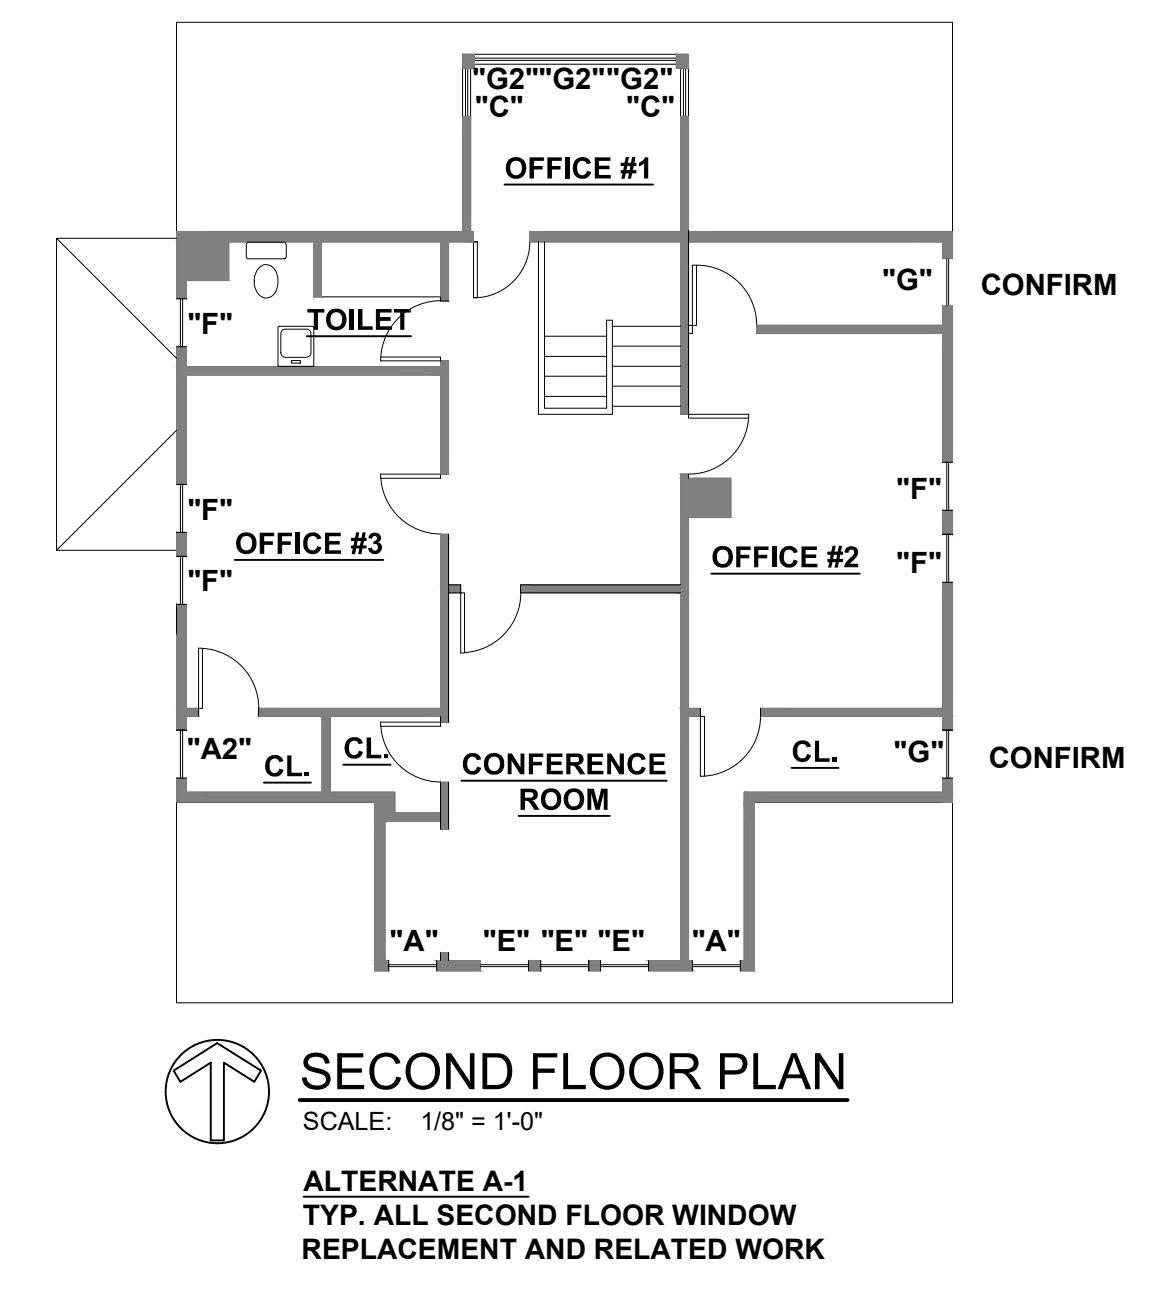 "G2""G2""G2"
"C" "C"
OFFICE #1
"G" CONFIRM
"F" TOILET
"F"
"F"
OFFICE #3
OFFICE #2
"F"
"F"
"A2" CL. CL. CL. "G" CONFIRM
CONFERENCE
ROOM
"A" "E" "E" "E" "A"
SECOND FLOOR PLAN
SCALE: 1/8" = 1'-0"
ALTERNATE A-1
TYP. ALL SECOND FLOOR WINDOW
REPLACEMENT AND RELATED WORK